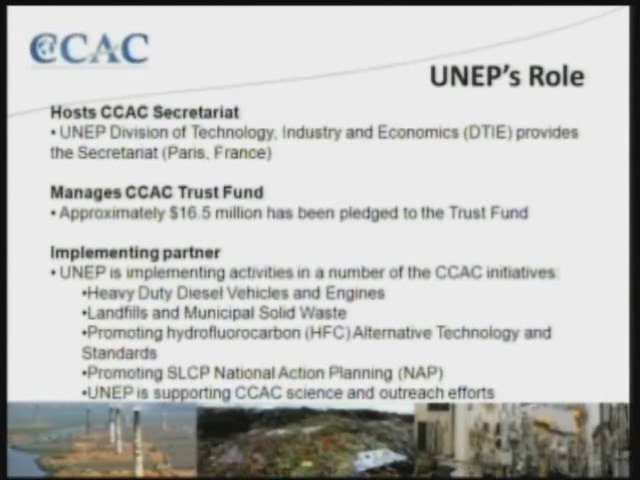 CCAC
UNEP's Role
Hosts CCAC Secretariat
• UNEP Division of Technology, Industry and Economics (DTIE) provides
the Secretariat (Paris, France)
Manages CCAC Trust Fund
• Approximately $16.5 million has been pledged to the Trust Fund
Implementing partner
• UNEP is implementing activities in a number of the CCAC initiatives:
•Heavy Duty Diesel Vehicles and Engines
•Landfills and Municipal Solid Waste
•Promoting hydrofluorocarbon (HFC) Alternative Technology and
Standards
•Promoting SLCP National Action Planning (NAP)
•UNEP is supporting CCAC science and outreach efforts